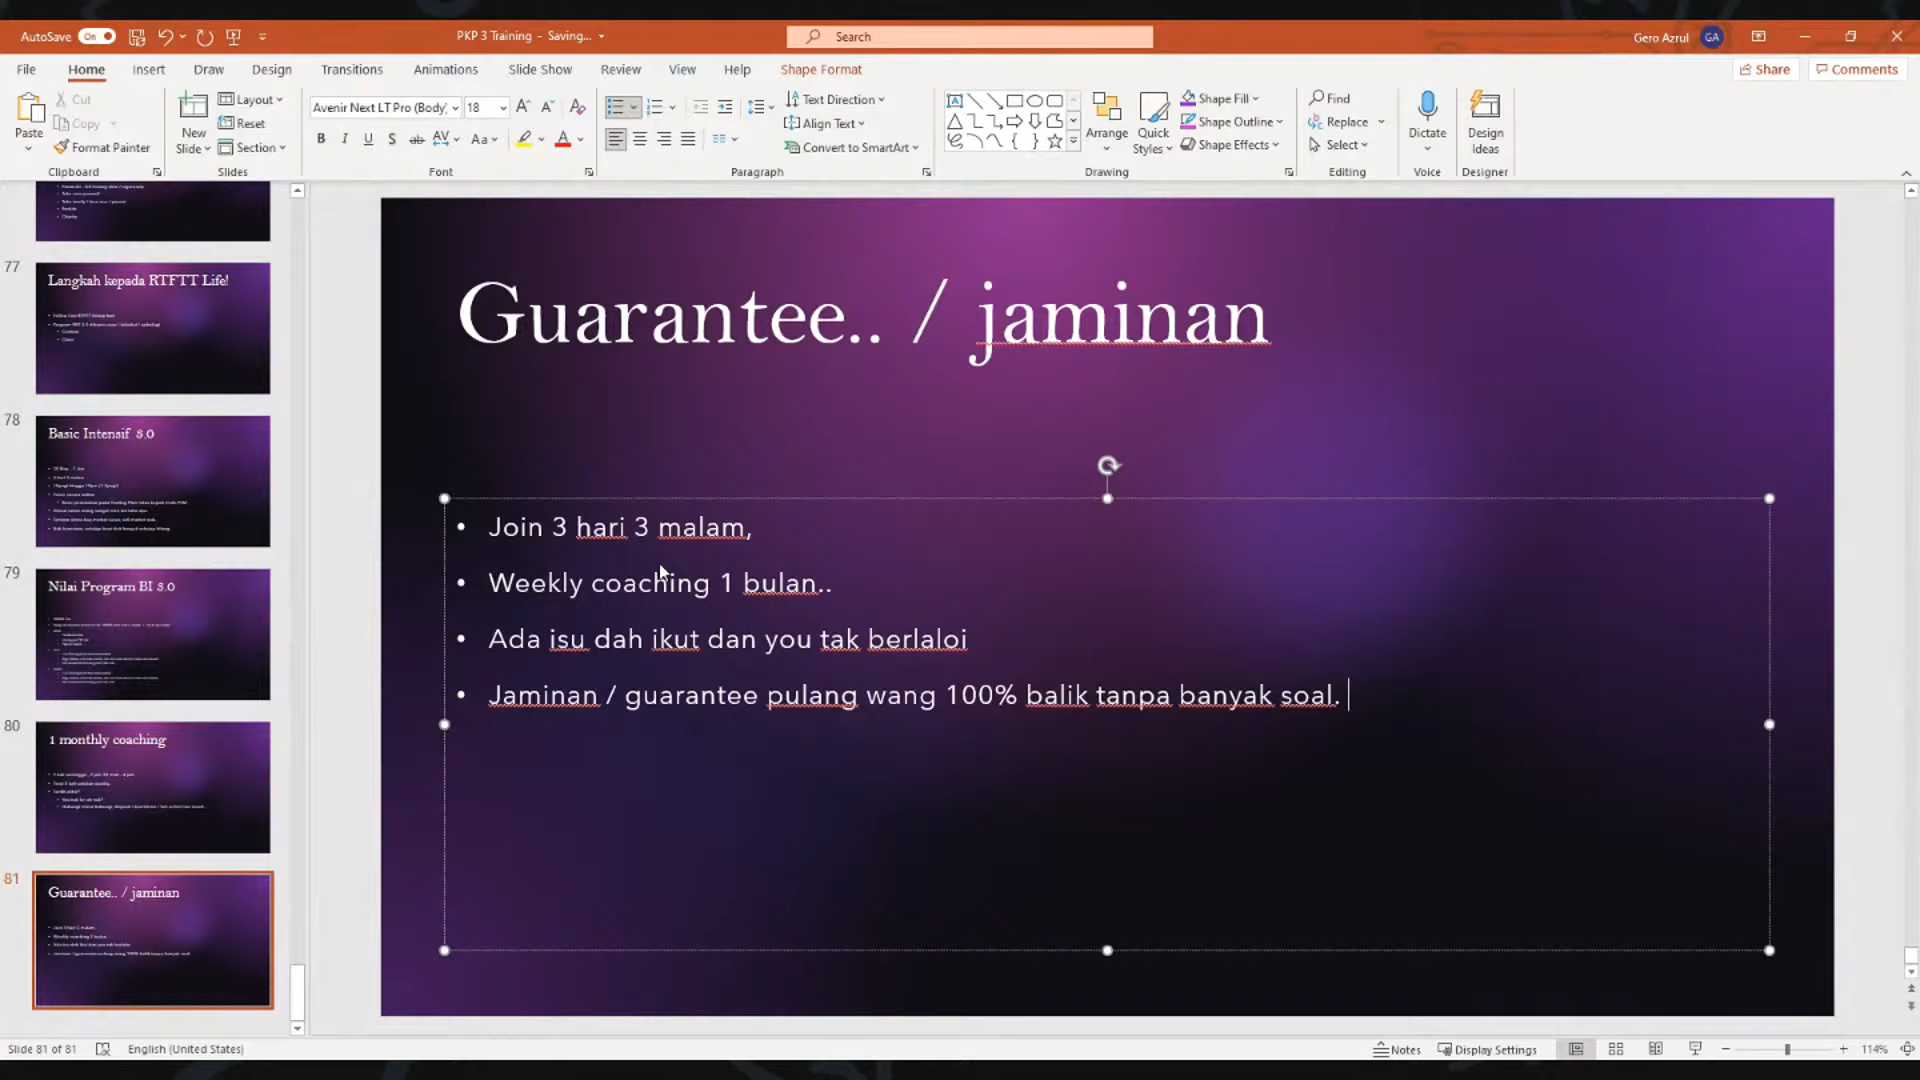 AutoSave On PKP 3 Training - Saving... Search Gero Azrul GA
File Home Insert Draw Design Transitions Animations Slide Show Review View Help Shape Format Share Comments
Paste Cut Copy Format Painter
Clipboard
New Slide Layout Reset Section
Slides
Avenir Next LT Pro (Body) 18
Font
Text Direction Align Text Convert to SmartArt
Paragraph
Arrange Quick Styles Shape Fill Shape Outline Shape Effects
Drawing
Find Replace Select
Editing
Dictate
Voice
Design Ideas
Designer
77
Langkah kepada RTFTT Life!
78
Basic Intensif 3.0
79
Nilai Program BI 3.0
80
1 monthly coaching
81
Guarantee.. / jaminan
Guarantee.. / jaminan
• Join 3 hari 3 malam,
• Weekly coaching 1 bulan..
• Ada isu dah ikut dan you tak berlaloi
• Jaminan / guarantee pulang wang 100% balik tanpa banyak soal.
Slide 81 of 81 English (United States) Notes Display Settings 114%